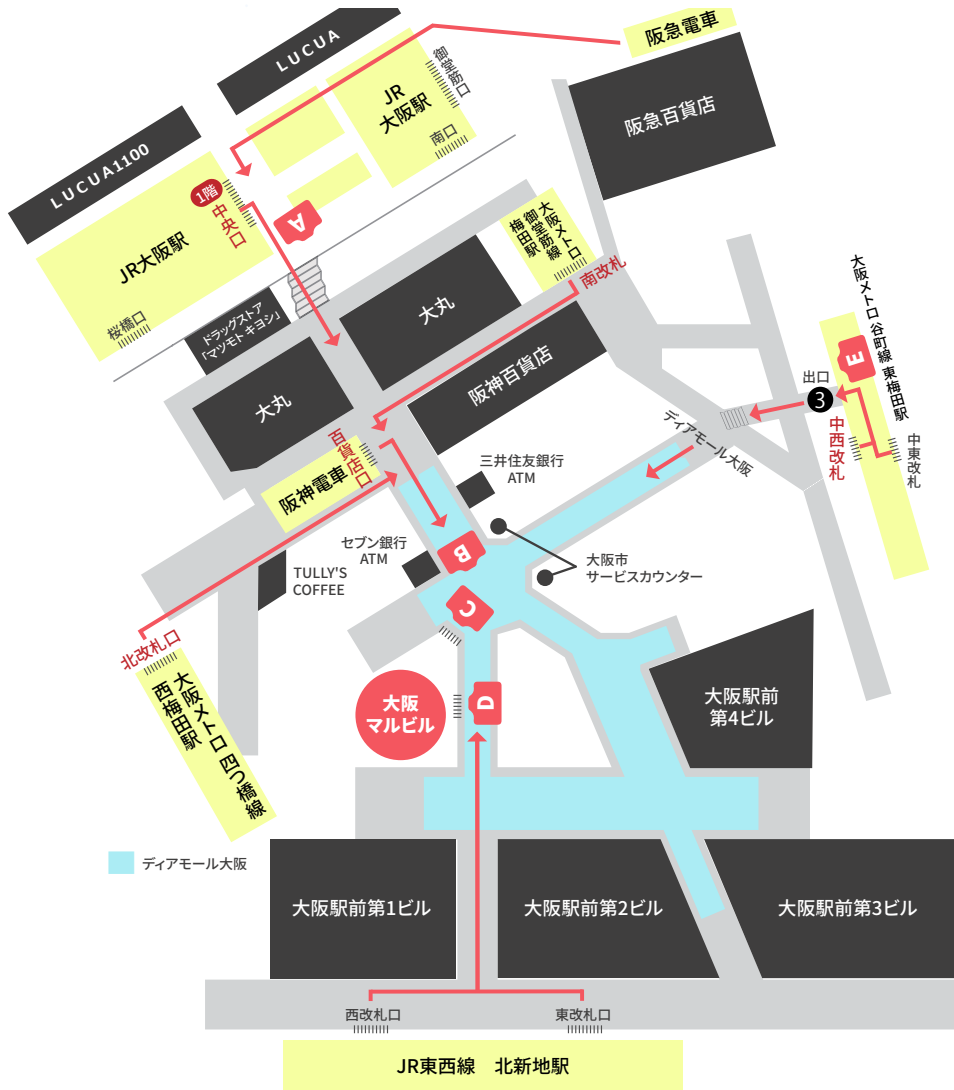 LUCUA
阪急電車
JR
大阪駅
御堂筋口
南口
阪急百貨店
LUCUA1100
1階
中央口
A
JR大阪駅
桜橋口
大阪メトロ
御堂筋線
梅田駅
南改札
ドラッグストア
「マツモトキヨシ」
大丸
大丸
阪神百貨店
大阪メトロ 谷町線 東梅田駅
E
出口
3
中西改札
中東改札
ディアモール大阪
百貨店口
阪神電車
三井住友銀行
ATM
セブン銀行
ATM
B
TULLY'S
COFFEE
大阪市
サービスカウンター
C
北改札口
大阪メトロ 四つ橋線
西梅田駅
大阪
マルビル
D
大阪駅前
第4ビル
ディアモール大阪
大阪駅前第1ビル
大阪駅前第2ビル
大阪駅前第3ビル
西改札口
東改札口
JR東西線 北新地駅